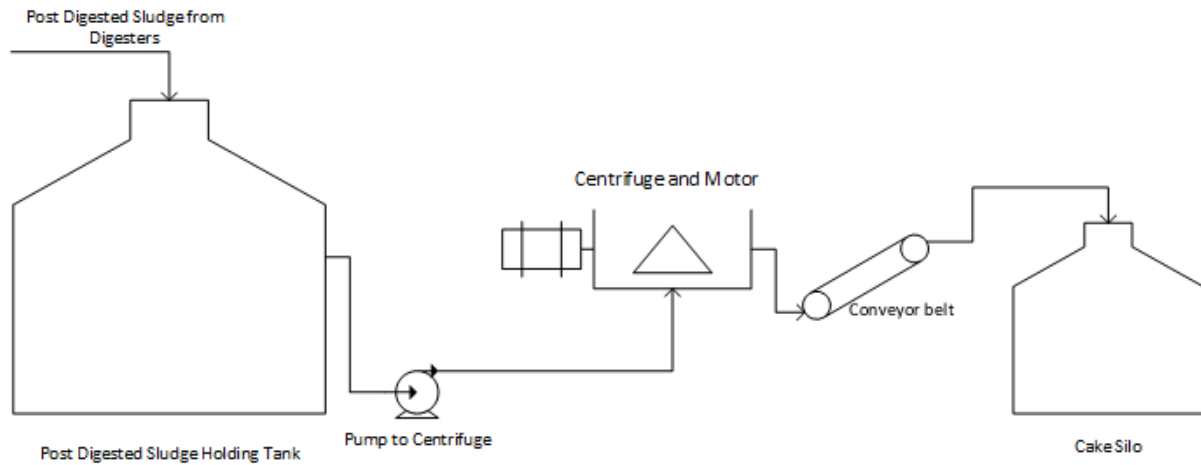 Post Digested Sludge from
Digesters
Centrifuge and Motor
Conveyor belt
Pump to Centrifuge
Post Digested Sludge Holding Tank
Cake Silo